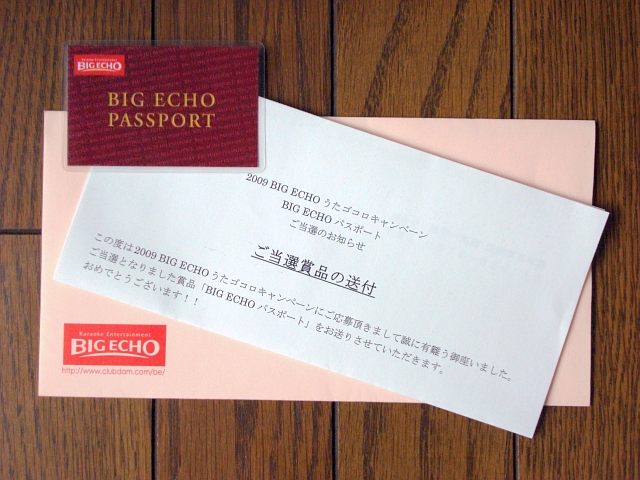 Karaoke Entertainment
BIG ECHO
BIG ECHO
PASSPORT
2009 BIG ECHO うたゴコロキャンペーン
BIG ECHO パスポート
ご当選のお知らせ
ご当選賞品の送付
この度は2009 BIG ECHO うたゴコロキャンペーンにご応募頂きまして誠に有難う御座いました。
ご当選となりました賞品「BIG ECHO パスポート」をお送りさせていただきます。
おめでとうございます！！
Karaoke Entertainment
BIG ECHO
http://www.clubdam.com/be/